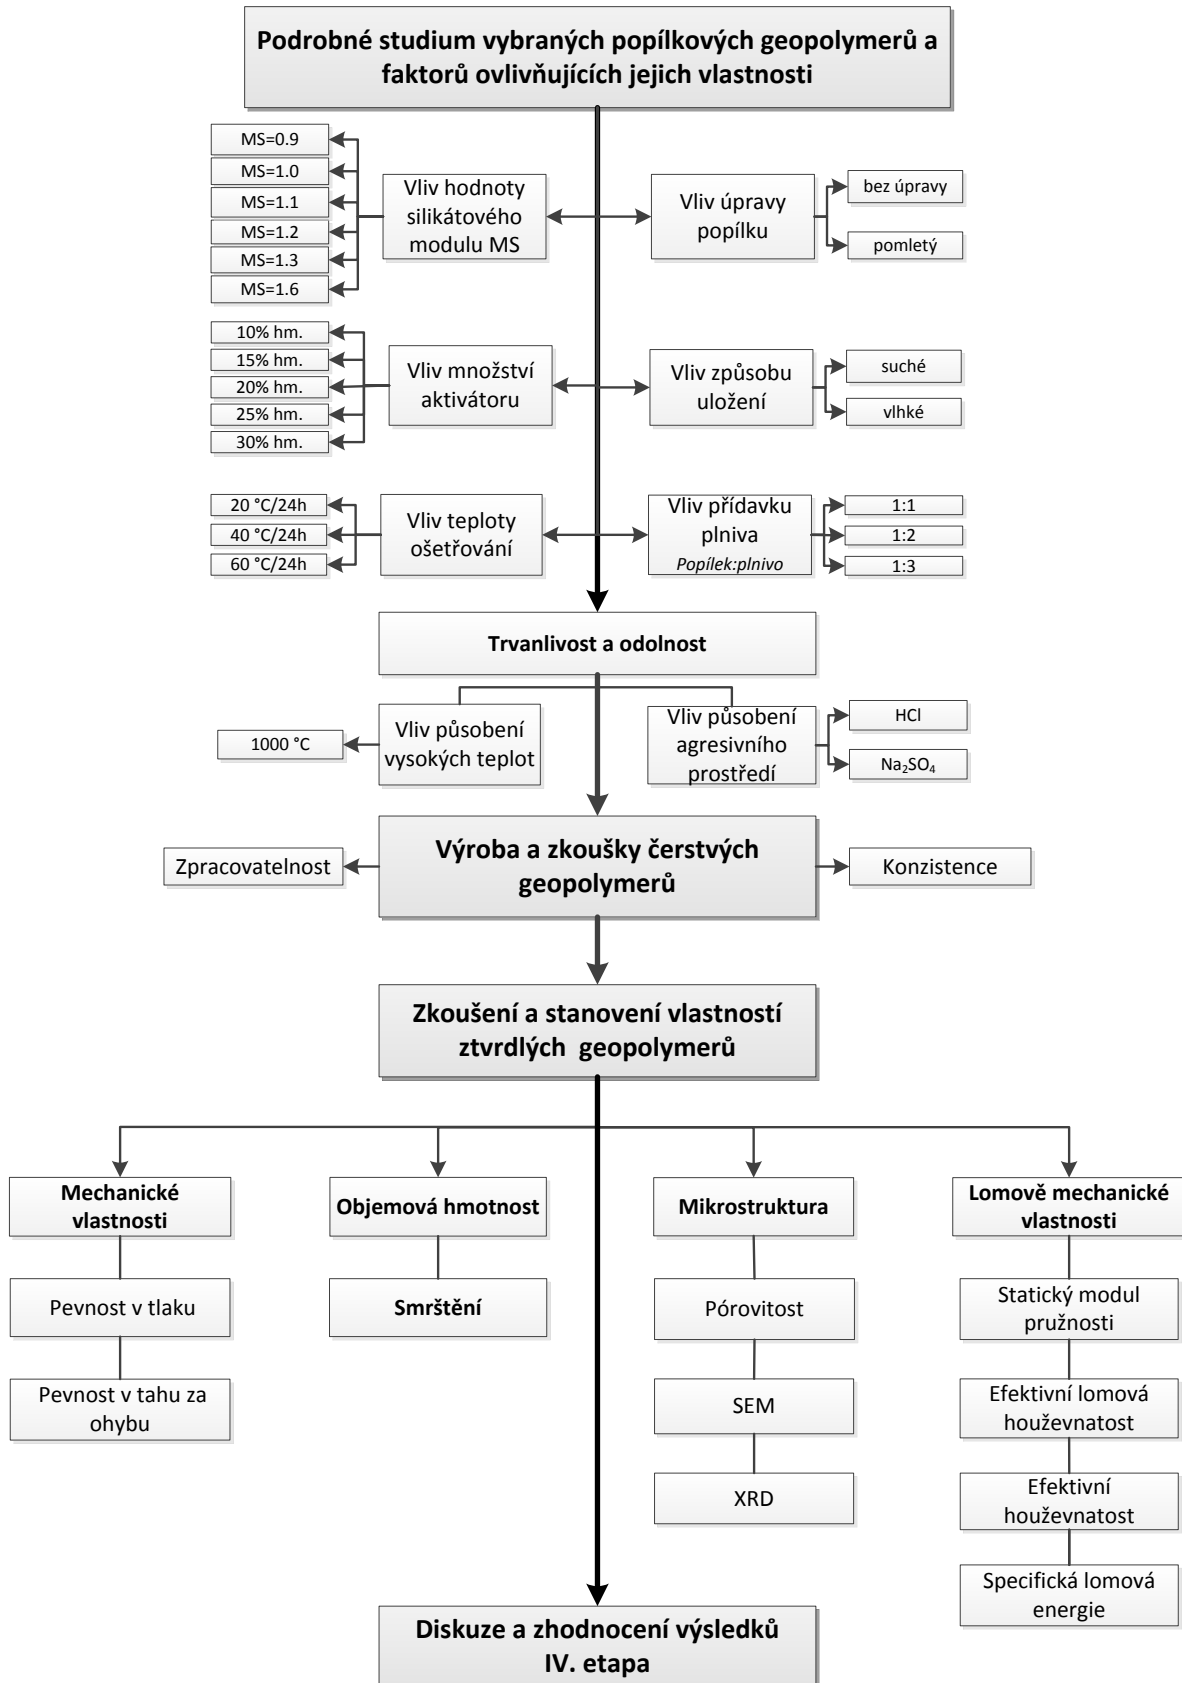 Podrobné studium vybraných popílkových geopolymerů a
faktorů ovlivňujících jejich vlastnosti
MS=0.9
MS=1.0
MS=1.1
MS=1.2
MS=1.3
MS=1.6
Vliv hodnoty
silikátového
modulu MS
Vliv úpravy
popílku
bez úpravy
pomletý
10% hm.
15% hm.
20% hm.
25% hm.
30% hm.
Vliv množství
aktivátoru
Vliv způsobu
uložení
suché
vlhké
20 °C/24h
40 °C/24h
60 °C/24h
Vliv teploty
ošetřování
Vliv přídavku
plniva
Popílek:plnivo
1:1
1:2
1:3
Trvanlivost a odolnost
1000 °C
Vliv působení
vysokých teplot
Vliv působení
agresivního
prostředí
HCl
Na₂SO₄
Zpracovatelnost
Výroba a zkoušky čerstvých
geopolymerů
Konzistence
Zkoušení a stanovení vlastností
ztvrdlých  geopolymerů
Mechanické
vlastnosti
Pevnost v tlaku
Pevnost v tahu za
ohybu
Objemová hmotnost
Smrštění
Mikrostruktura
Pórovitost
SEM
XRD
Lomově mechanické
vlastnosti
Statický modul
pružnosti
Efektivní lomová
houževnatost
Efektivní
houževnatost
Specifická lomová
energie
Diskuze a zhodnocení výsledků
IV. etapa